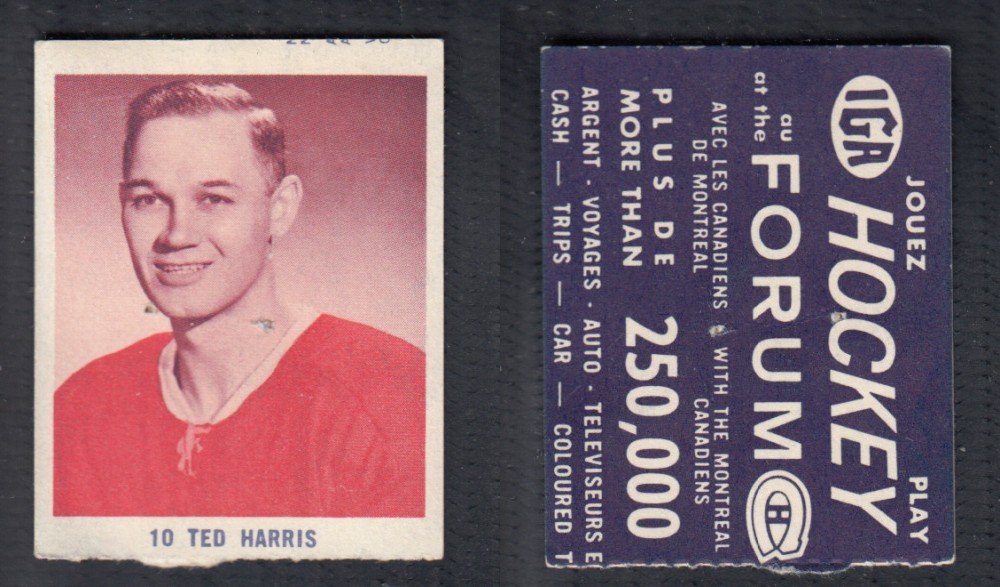 10 TED HARRIS
JOUEZ PLAY
IGA HOCKEY
au
at the FORUM CH
AVEC LES CANADIENS WITH THE MONTREAL
DE MONTREAL CANADIENS
PLUS DE
MORE THAN 250,000
ARGENT - VOYAGES - AUTO - TELEVISEURS E
CASH — TRIPS — CAR — COLOURED T